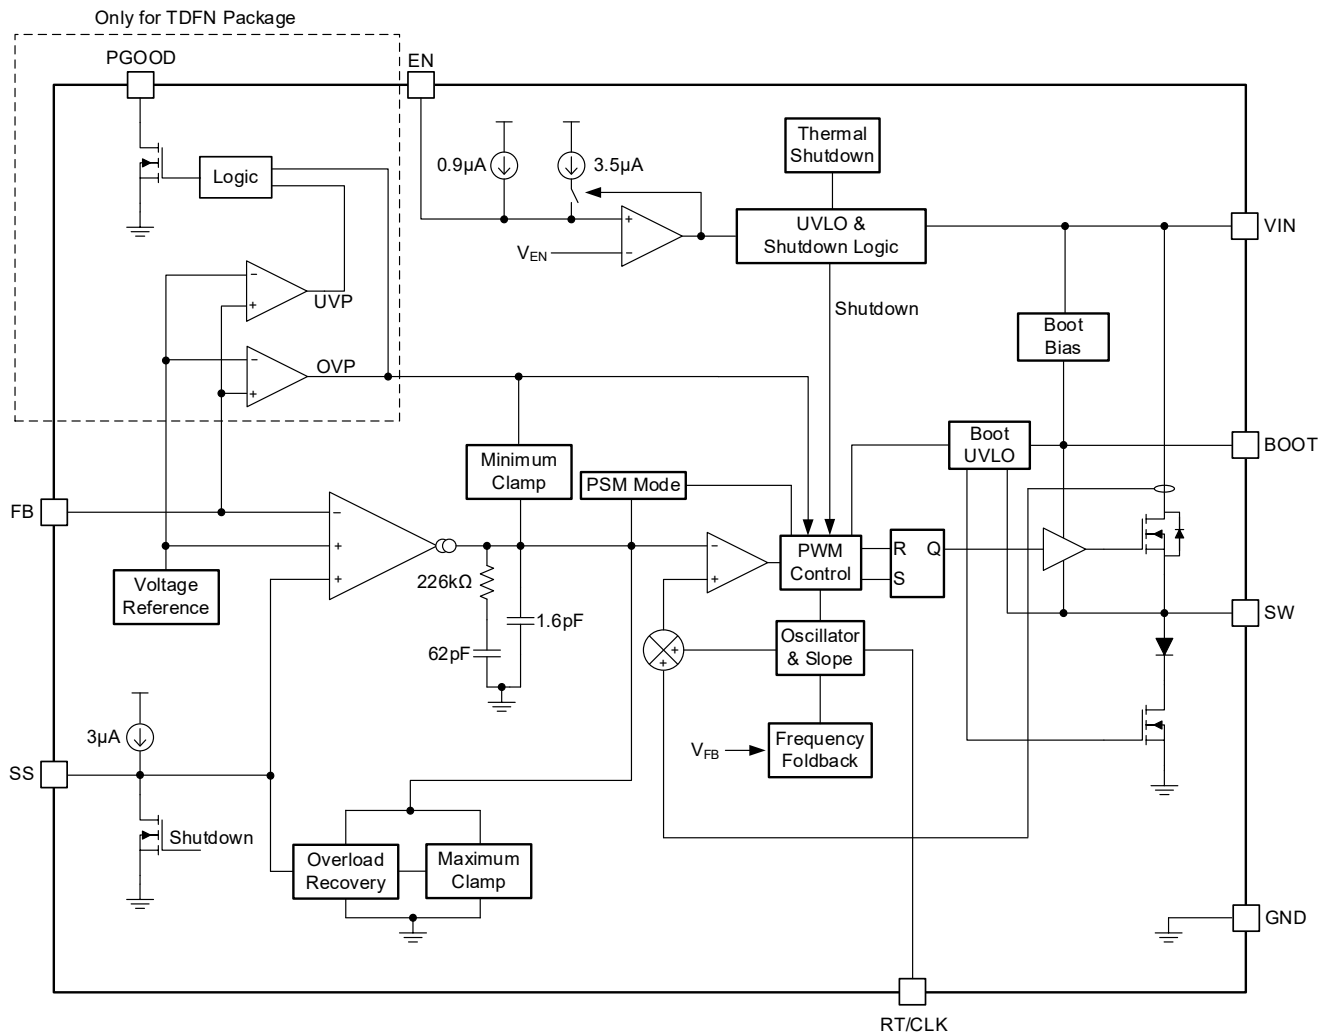 Only for TDFN Package
PGOOD
EN
Thermal
Shutdown
0.9µA
3.5µA
Logic
+
UVLO &
Shutdown Logic
VIN
VEN
−
−
+
UVP
Shutdown
Boot
Bias
−
OVP
+
Boot
UVLO
BOOT
Minimum
Clamp
PSM Mode
FB
−
+
+
−
+
PWM
Control
R
Q
S
Voltage
Reference
226kΩ
1.6pF
62pF
+
+
Oscillator
& Slope
SW
3µA
VFB
Frequency
Foldback
SS
Shutdown
Overload
Recovery
Maximum
Clamp
GND
RT/CLK